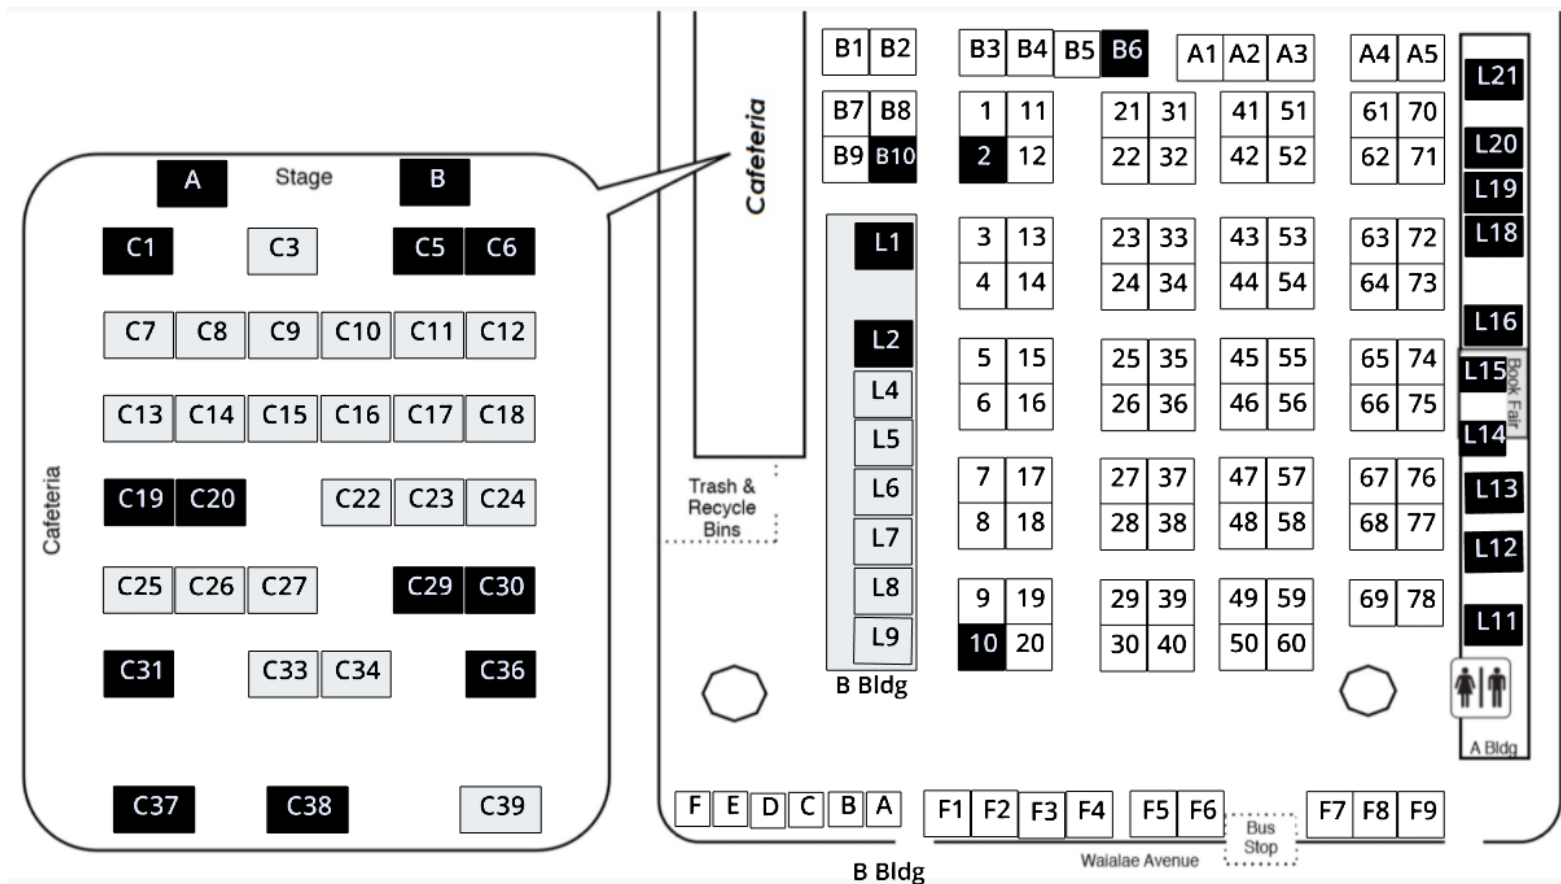 Stage
A B
C1 C3 C5 C6
C7 C8 C9 C10 C11 C12
C13 C14 C15 C16 C17 C18
C19 C20 C22 C23 C24
C25 C26 C27 C29 C30
C31 C33 C34 C36
C37 C38 C39
Cafeteria
Cafeteria
Trash &
Recycle
Bins
B1 B2 B3 B4 B5 B6 A1 A2 A3 A4 A5
B7 B8 1 11 21 31 41 51 61 70
B9 B10 2 12 22 32 42 52 62 71
3 13 23 33 43 53 63 72
4 14 24 34 44 54 64 73
5 15 25 35 45 55 65 74
6 16 26 36 46 56 66 75
7 17 27 37 47 57 67 76
8 18 28 38 48 58 68 77
9 19 29 39 49 59 69 78
10 20 30 40 50 60
L1
L2
L4
L5
L6
L7
L8
L9
B Bldg
L21
L20
L19
L18
L16
L15
Book Fair
L14
L13
L12
L11
A Bldg
F E D C B A F1 F2 F3 F4 F5 F6 F7 F8 F9
Bus
Stop
Waialae Avenue
B Bldg